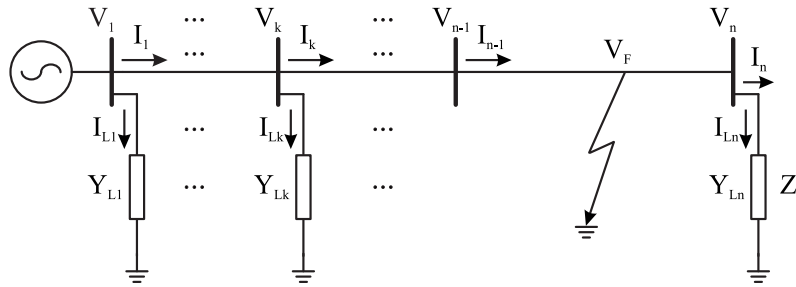 V1 ... Vk ... Vn-1 VF Vn
I1 ... Ik ... In-1 In
IL1 ... ILk ... ILn
YL1 ... YLk ... YLn Z